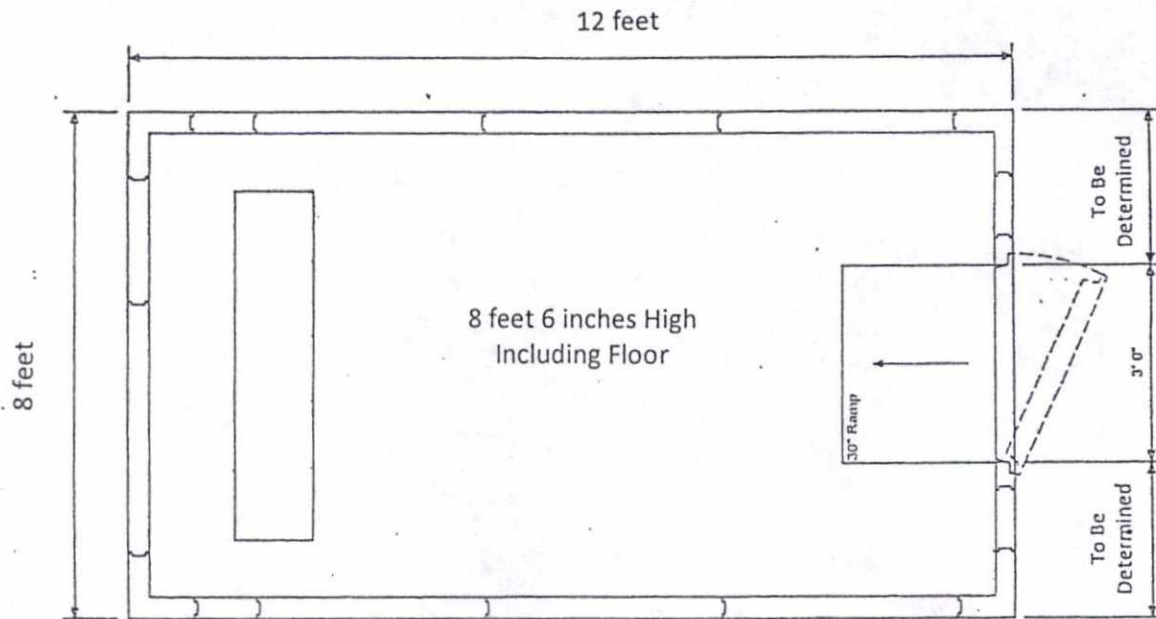 12 feet
To Be
Determined
8 feet
8 feet 6 inches High
Including Floor
30" Ramp
3' 0"
To Be
Determined